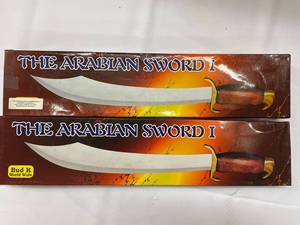 THE ARABIAN SWORD I
THE ARABIAN SWORD I
Bud K
World Wide